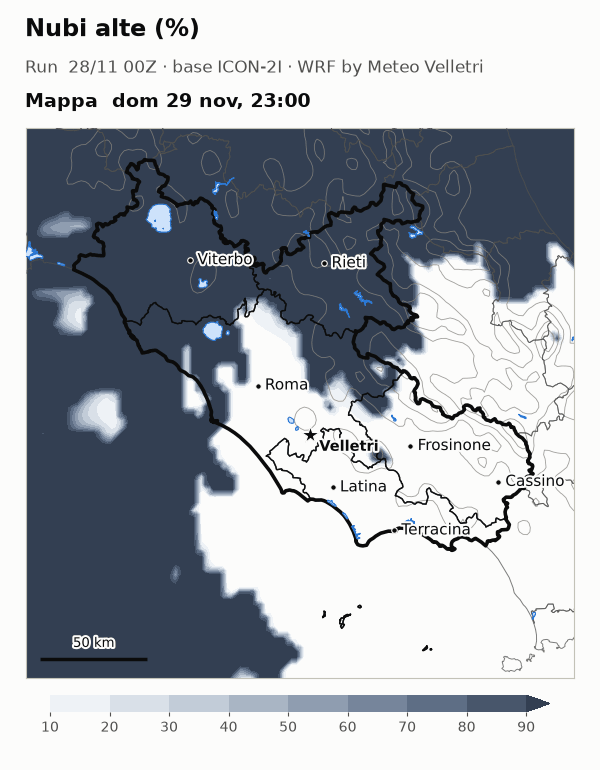 Nubi alte (%)
Run  28/11 00Z · base ICON-2I · WRF by Meteo Velletri
Mappa  dom 29 nov, 23:00
Viterbo
Rieti
Roma
Velletri
Frosinone
Latina
Cassino
Terracina
50 km
10 20 30 40 50 60 70 80 90